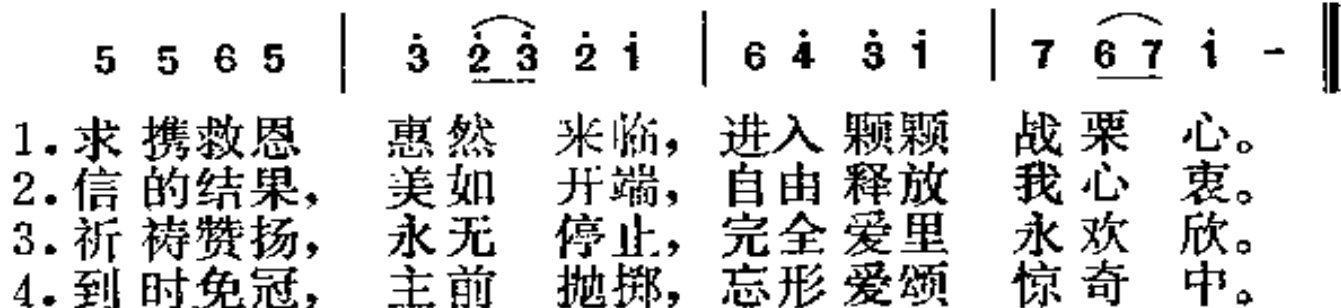 5 5 6 5 | 3̇ 2̇ 3̇ 2̇ 1̇ | 6 4̇ 3̇ 1̇ | 7 6 7 1̇ - ‖
1.求携救恩 惠然 来临，进入颗颗 战栗 心。
2.信的结果，美如 开端，自由释放 我心 衷。
3.祈祷赞扬，永无 停止，完全爱里 永欢 欣。
4.到时免冠，主前 抛掷，忘形爱颂 惊奇 中。